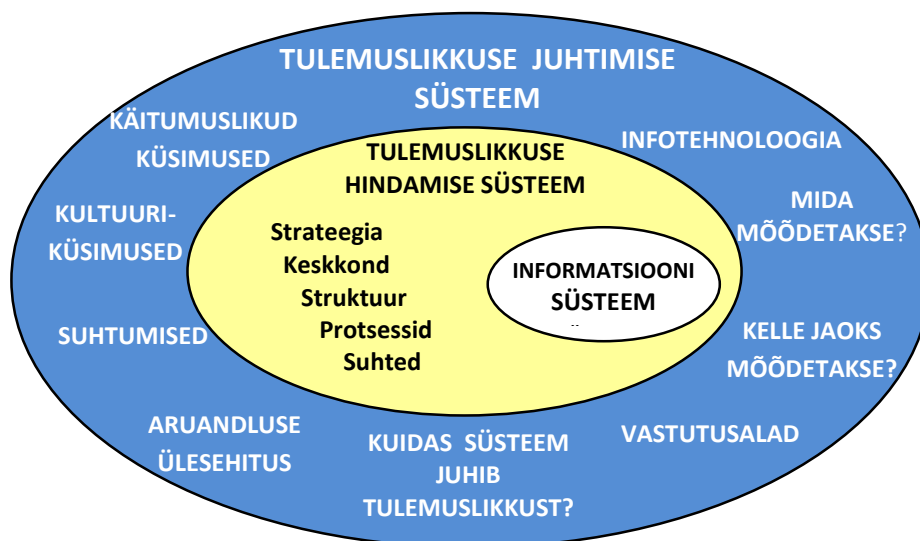 TULEMUSLIKKUSE JUHTIMISE
SÜSTEEM
KÄITUMUSLIKUD
KÜSIMUSED
INFOTEHNOLOOGIA
TULEMUSLIKKUSE
HINDAMISE SÜSTEEM
KULTUURI-
KÜSIMUSED
MIDA
MÕÕDETAKSE?
Strateegia
Keskkond
Struktuur
Protsessid
Suhted
INFORMATSIOONI
SÜSTEEM
SUHTUMISED
KELLE JAOKS
MÕÕDETAKSE?
ARUANDLUSE
ÜLESEHITUS
KUIDAS SÜSTEEM
JUHIB
TULEMUSLIKKUST?
VASTUTUSALAD